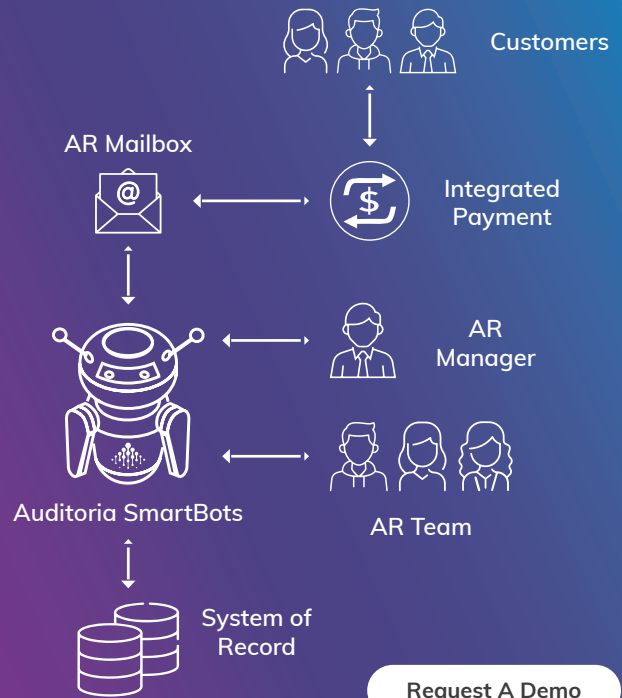 Customers
AR Mailbox
@
Integrated
Payment
$
AR
Manager
Auditoria SmartBots
AR Team
System of
Record
Request A Demo